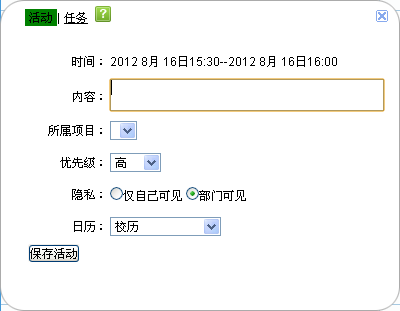 活动 | 任务 ?
时间： 2012 8月 16日15:30--2012 8月 16日16:00
内容：
所属项目：
优先级： 高
隐私： 仅自己可见 部门可见
日历： 校历
保存活动